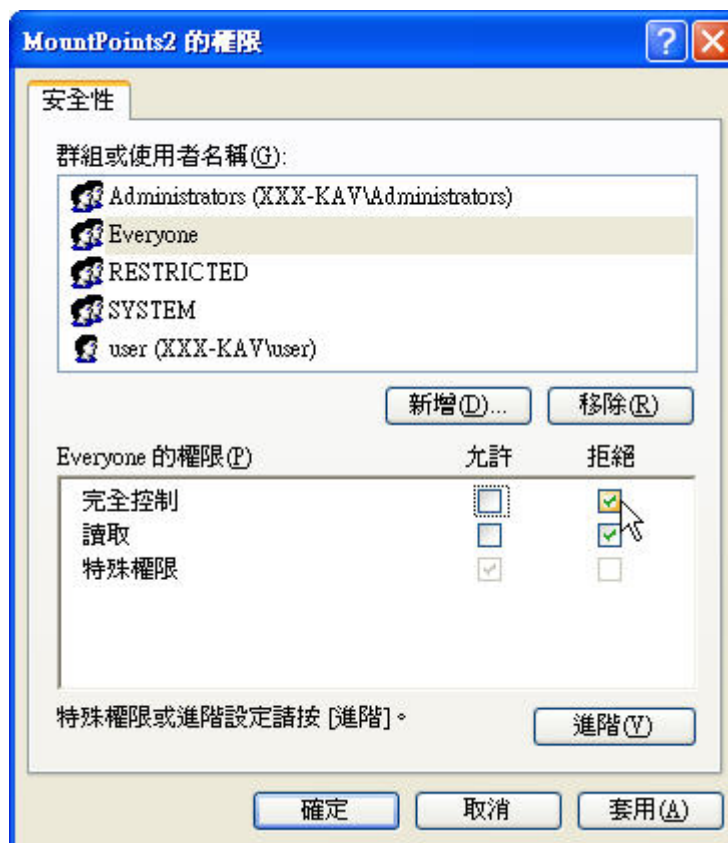 MountPoints2 的權限
安全性
群組或使用者名稱(G):
Administrators (XXX-KAV\Administrators)
Everyone
RESTRICTED
SYSTEM
user (XXX-KAV\user)
新增(D)... 移除(R)
Everyone 的權限(P) 允許 拒絕
完全控制
讀取
特殊權限
特殊權限或進階設定請按 [進階]。 進階(V)
確定 取消 套用(A)